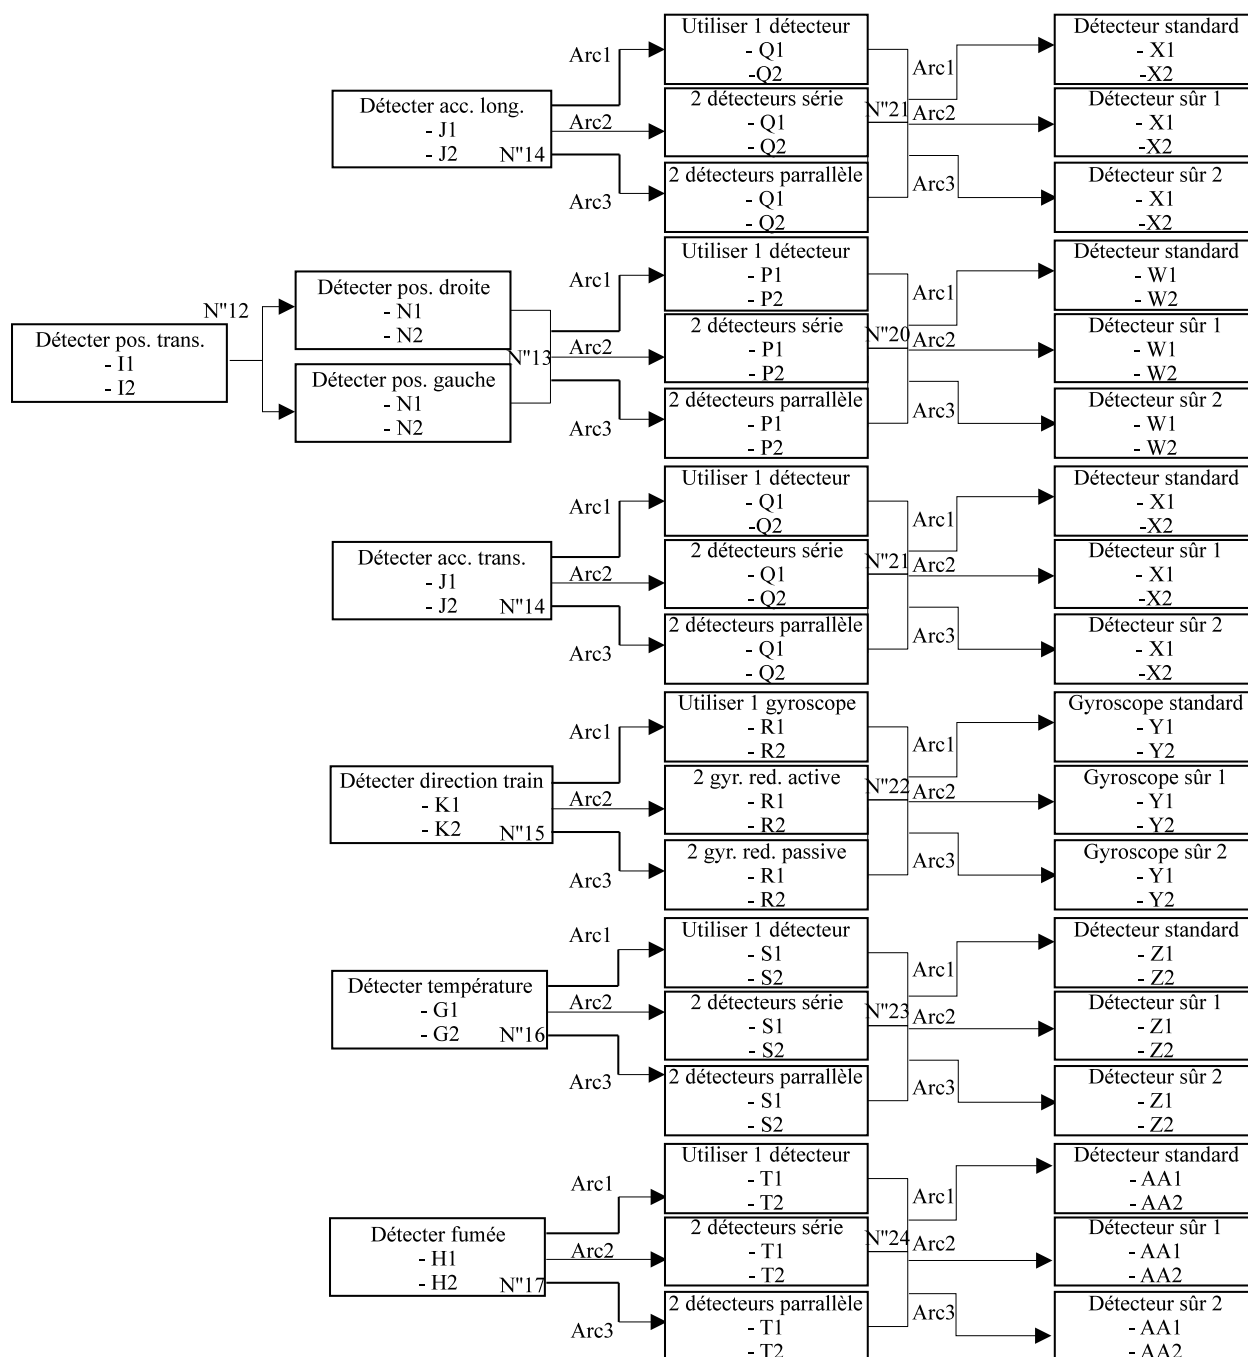 Arc1
Utiliser 1 détecteur
- Q1
-Q2
Arc1
Détecteur standard
- X1
-X2
Détecter acc. long.
- J1
- J2
N"14
Arc2
2 détecteurs série
- Q1
- Q2
N"21
Arc2
Détecteur sûr 1
- X1
-X2
Arc3
2 détecteurs parrallèle
- Q1
- Q2
Arc3
Détecteur sûr 2
- X1
-X2
Détecter pos. trans.
- I1
- I2
N"12
Détecter pos. droite
- N1
- N2
Détecter pos. gauche
- N1
- N2
N"13
Arc1
Utiliser 1 détecteur
- P1
- P2
Arc1
Détecteur standard
- W1
- W2
Arc2
2 détecteurs série
- P1
- P2
N"20
Arc2
Détecteur sûr 1
- W1
- W2
Arc3
2 détecteurs parrallèle
- P1
- P2
Arc3
Détecteur sûr 2
- W1
- W2
Arc1
Utiliser 1 détecteur
- Q1
-Q2
Arc1
Détecteur standard
- X1
-X2
Détecter acc. trans.
- J1
- J2
N"14
Arc2
2 détecteurs série
- Q1
- Q2
N"21
Arc2
Détecteur sûr 1
- X1
-X2
Arc3
2 détecteurs parrallèle
- Q1
- Q2
Arc3
Détecteur sûr 2
- X1
-X2
Arc1
Utiliser 1 gyroscope
- R1
- R2
Arc1
Gyroscope standard
- Y1
- Y2
Détecter direction train
- K1
- K2
N"15
Arc2
2 gyr. red. active
- R1
- R2
N"22
Arc2
Gyroscope sûr 1
- Y1
- Y2
Arc3
2 gyr. red. passive
- R1
- R2
Arc3
Gyroscope sûr 2
- Y1
- Y2
Arc1
Utiliser 1 détecteur
- S1
- S2
Arc1
Détecteur standard
- Z1
- Z2
Détecter température
- G1
- G2
N"16
Arc2
2 détecteurs série
- S1
- S2
N"23
Arc2
Détecteur sûr 1
- Z1
- Z2
Arc3
2 détecteurs parrallèle
- S1
- S2
Arc3
Détecteur sûr 2
- Z1
- Z2
Arc1
Utiliser 1 détecteur
- T1
- T2
Arc1
Détecteur standard
- AA1
- AA2
Détecter fumée
- H1
- H2
N"17
Arc2
2 détecteurs série
- T1
- T2
N"24
Arc2
Détecteur sûr 1
- AA1
- AA2
Arc3
2 détecteurs parrallèle
- T1
- T2
Arc3
Détecteur sûr 2
- AA1
- AA2